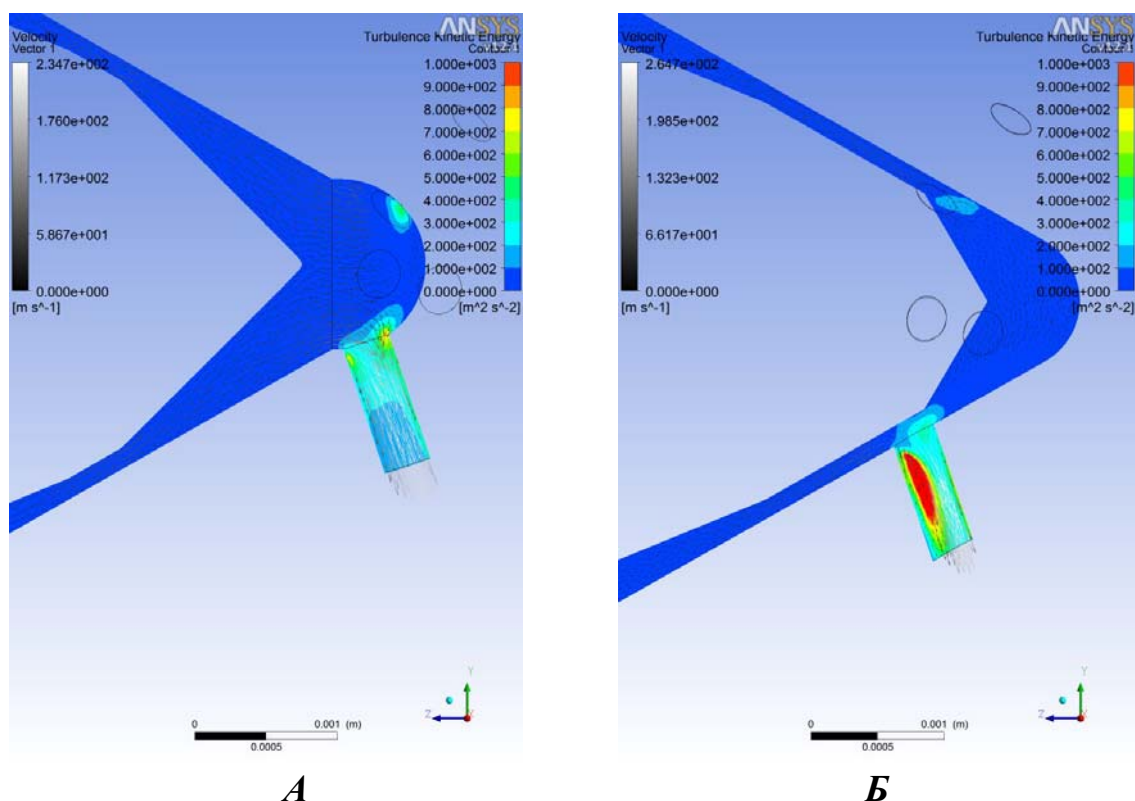 ANSYS
Velocity
Vector 1
2.347e+002
1.760e+002
1.173e+002
5.867e+001
0.000e+000
[m s^-1]
Turbulence Kinetic Energy
Contour 1
1.000e+003
9.000e+002
8.000e+002
7.000e+002
6.000e+002
5.000e+002
4.000e+002
3.000e+002
2.000e+002
1.000e+002
0.000e+000
[m^2 s^-2]
Y
Z
X
0
0.001 (m)
0.0005
А
ANSYS
Velocity
Vector 1
2.647e+002
1.985e+002
1.323e+002
6.617e+001
0.000e+000
[m s^-1]
Turbulence Kinetic Energy
Contour 1
1.000e+003
9.000e+002
8.000e+002
7.000e+002
6.000e+002
5.000e+002
4.000e+002
3.000e+002
2.000e+002
1.000e+002
0.000e+000
[m^2 s^-2]
Y
Z
X
0
0.001 (m)
0.0005
Б